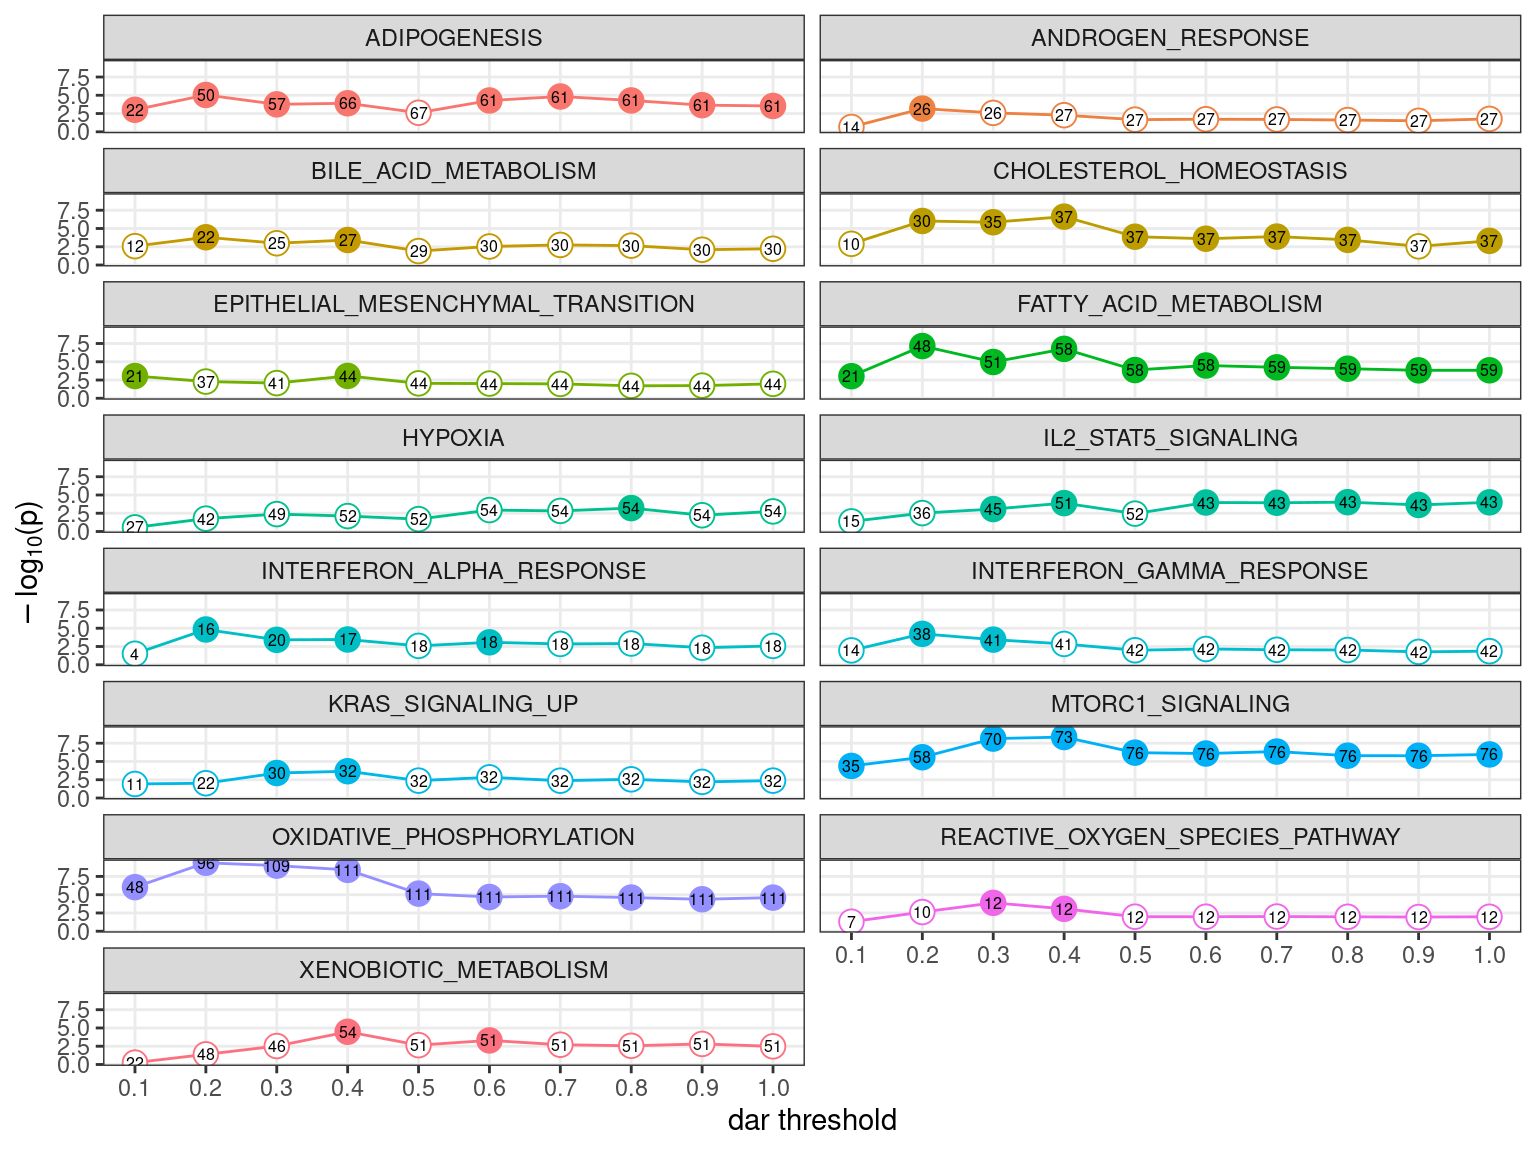 ADIPOGENESIS
7.5
5.0
2.5
0.0
22 50 57 66 67 61 61 61 61 61
ANDROGEN_RESPONSE
14 26 26 27 27 27 27 27 27 27
BILE_ACID_METABOLISM
7.5
5.0
2.5
0.0
12 22 25 27 29 30 30 30 30 30
CHOLESTEROL_HOMEOSTASIS
10 30 35 37 37 37 37 37 37 37
EPITHELIAL_MESENCHYMAL_TRANSITION
7.5
5.0
2.5
0.0
21 37 41 44 44 44 44 44 44 44
FATTY_ACID_METABOLISM
21 48 51 58 58 58 59 59 59 59
HYPOXIA
7.5
5.0
2.5
0.0
27 42 49 52 52 54 54 54 54 54
IL2_STAT5_SIGNALING
15 36 45 51 52 43 43 43 43 43
INTERFERON_ALPHA_RESPONSE
7.5
5.0
2.5
0.0
4 16 20 17 18 18 18 18 18 18
INTERFERON_GAMMA_RESPONSE
14 38 41 41 42 42 42 42 42 42
KRAS_SIGNALING_UP
7.5
5.0
2.5
0.0
11 22 30 32 32 32 32 32 32 32
MTORC1_SIGNALING
35 58 70 73 76 76 76 76 76 76
OXIDATIVE_PHOSPHORYLATION
7.5
5.0
2.5
0.0
48 96 109 111 111 111 111 111 111 111
REACTIVE_OXYGEN_SPECIES_PATHWAY
7 10 12 12 12 12 12 12 12 12
0.1 0.2 0.3 0.4 0.5 0.6 0.7 0.8 0.9 1.0
XENOBIOTIC_METABOLISM
7.5
5.0
2.5
0.0
22 48 46 54 51 51 51 51 51 51
0.1 0.2 0.3 0.4 0.5 0.6 0.7 0.8 0.9 1.0
dar threshold
− log₁₀(p)